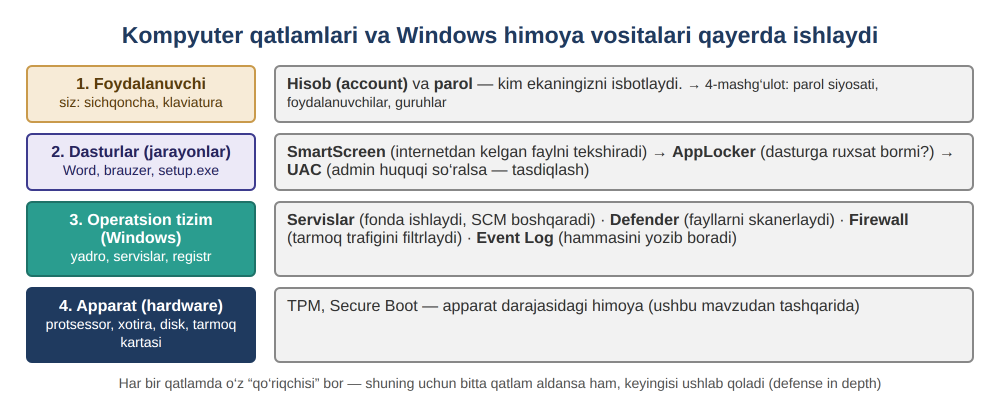 Kompyuter qatlamlari va Windows himoya vositalari qayerda ishlaydi
1. Foydalanuvchi
siz: sichqoncha, klaviatura
Hisob (account) va parol — kim ekaningizni isbotlaydi. → 4-mashg‘ulot: parol siyosati,
foydalanuvchilar, guruhlar
2. Dasturlar (jarayonlar)
Word, brauzer, setup.exe
SmartScreen (internetdan kelgan faylni tekshiradi) → AppLocker (dasturga ruxsat bormi?) →
UAC (admin huquqi so‘ralsa — tasdiqlash)
3. Operatsion tizim
(Windows)
yadro, servislar, registr
Servislar (fonda ishlaydi, SCM boshqaradi) · Defender (fayllarni skanerlaydi) · Firewall
(tarmoq trafigini filtrlaydi) · Event Log (hammasini yozib boradi)
4. Apparat (hardware)
protsessor, xotira, disk, tarmoq
kartasi
TPM, Secure Boot — apparat darajasidagi himoya (ushbu mavzudan tashqarida)
Har bir qatlamda o‘z “qo‘riqchisi” bor — shuning uchun bitta qatlam aldansa ham, keyingisi ushlab qoladi (defense in depth)